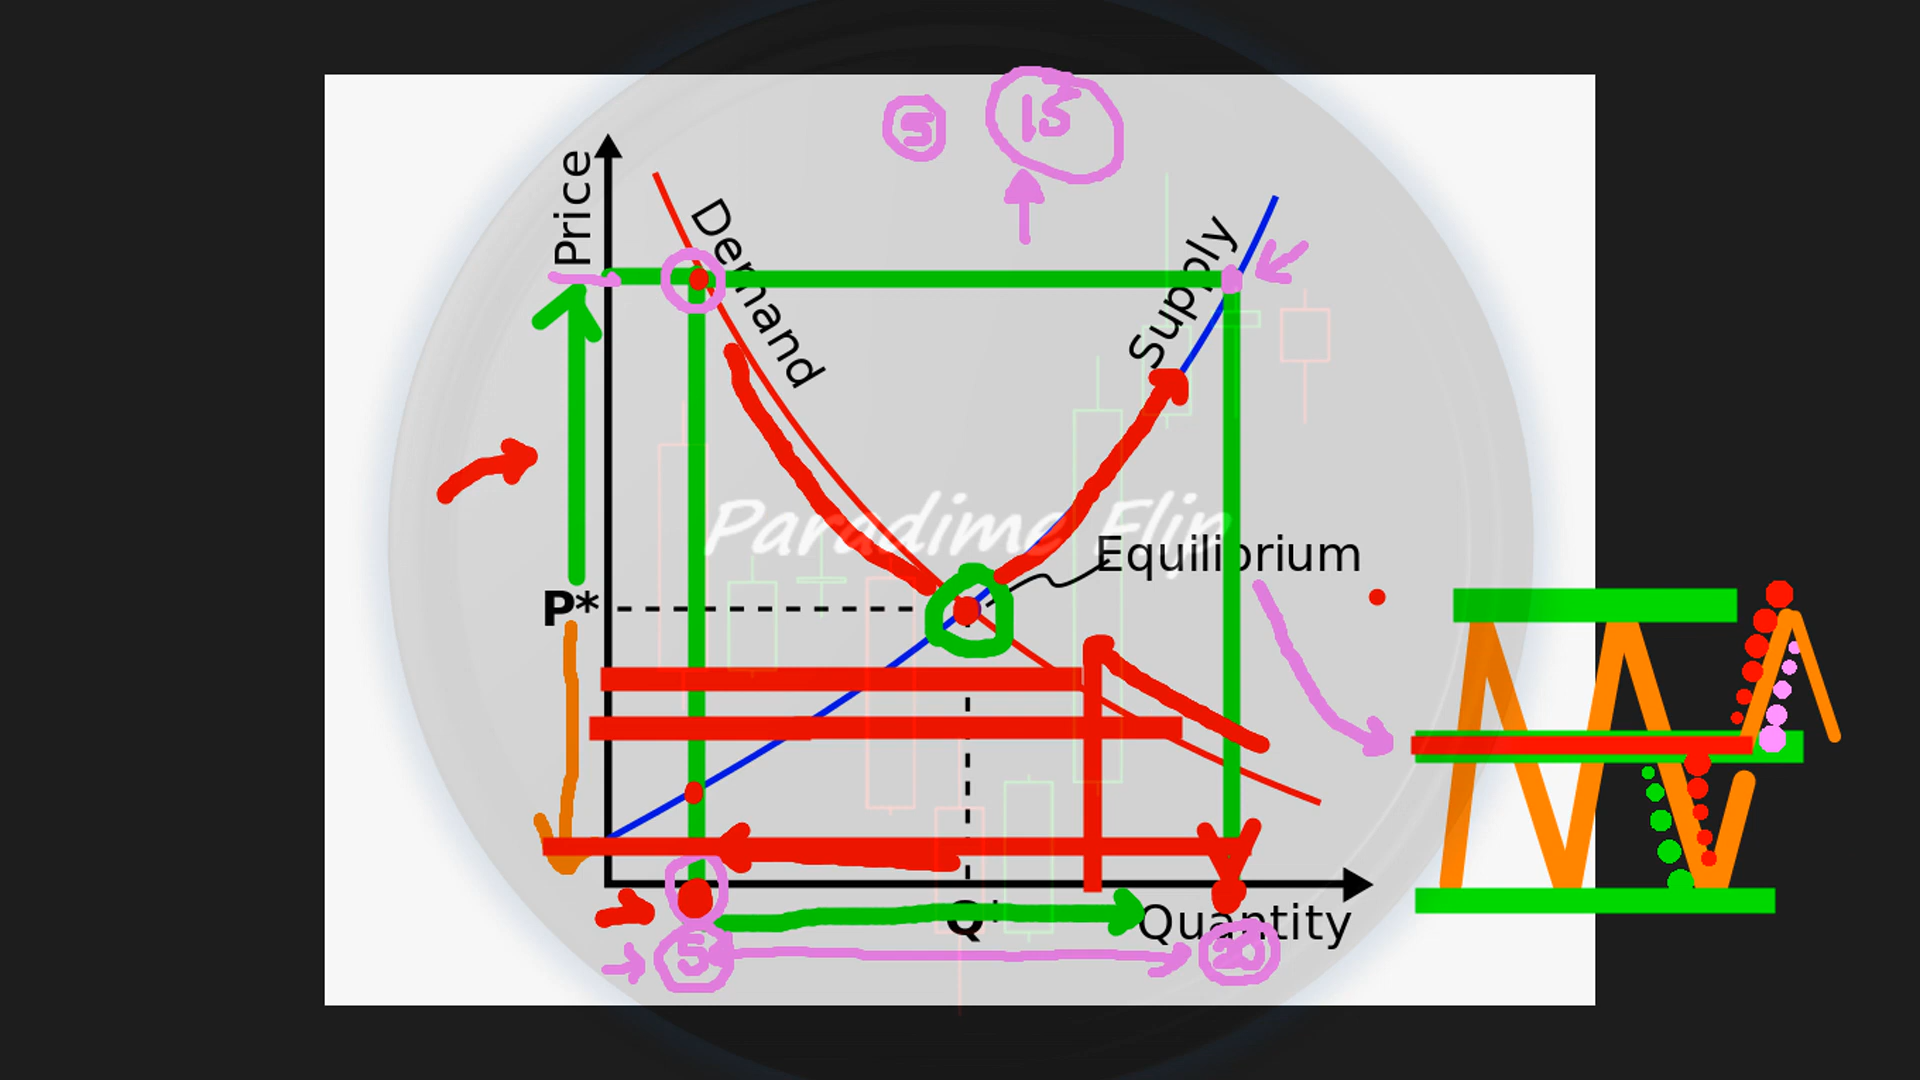 5
15
Price
Demand
Supply
Paradime Flip
Equilibrium
P*
Q*
Quantity
5
20